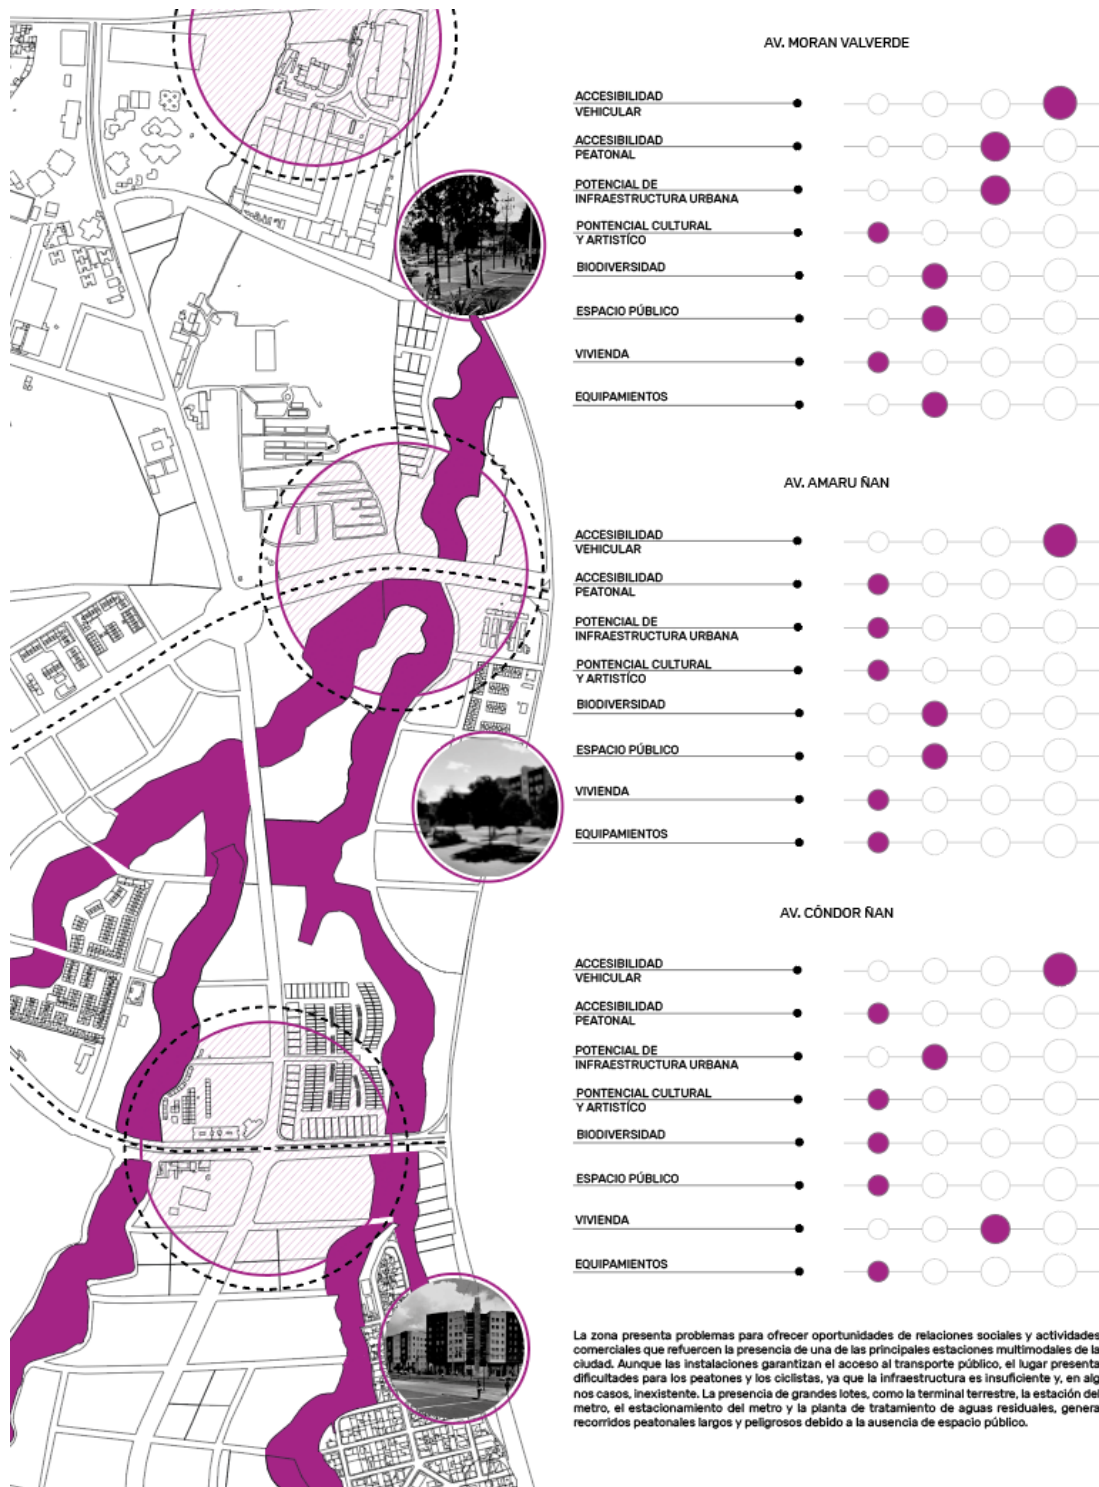 AV. MORAN VALVERDE
ACCESIBILIDAD
VEHICULAR
ACCESIBILIDAD
PEATONAL
POTENCIAL DE
INFRAESTRUCTURA URBANA
PONTENCIAL CULTURAL
Y ARTISTÍCO
BIODIVERSIDAD
ESPACIO PÚBLICO
VIVIENDA
EQUIPAMIENTOS
AV. AMARU ÑAN
ACCESIBILIDAD
VEHICULAR
ACCESIBILIDAD
PEATONAL
POTENCIAL DE
INFRAESTRUCTURA URBANA
PONTENCIAL CULTURAL
Y ARTISTÍCO
BIODIVERSIDAD
ESPACIO PÚBLICO
VIVIENDA
EQUIPAMIENTOS
AV. CÓNDOR ÑAN
ACCESIBILIDAD
VEHICULAR
ACCESIBILIDAD
PEATONAL
POTENCIAL DE
INFRAESTRUCTURA URBANA
PONTENCIAL CULTURAL
Y ARTISTÍCO
BIODIVERSIDAD
ESPACIO PÚBLICO
VIVIENDA
EQUIPAMIENTOS
La zona presenta problemas para ofrecer oportunidades de relaciones sociales y actividades
comerciales que refuercen la presencia de una de las principales estaciones multimodales de la
ciudad. Aunque las instalaciones garantizan el acceso al transporte público, el lugar presenta
dificultades para los peatones y los ciclistas, ya que la infraestructura es insuficiente y, en alg
nos casos, inexistente. La presencia de grandes lotes, como la terminal terrestre, la estación del
metro, el estacionamiento del metro y la planta de tratamiento de aguas residuales, genera
recorridos peatonales largos y peligrosos debido a la ausencia de espacio público.